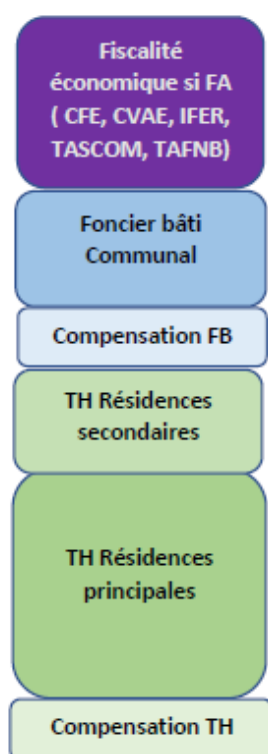 Fiscalité
économique si FA
( CFE, CVAE, IFER,
TASCOM, TAFNB)
Foncier bâti
Communal
Compensation FB
TH Résidences
secondaires
TH Résidences
principales
Compensation TH